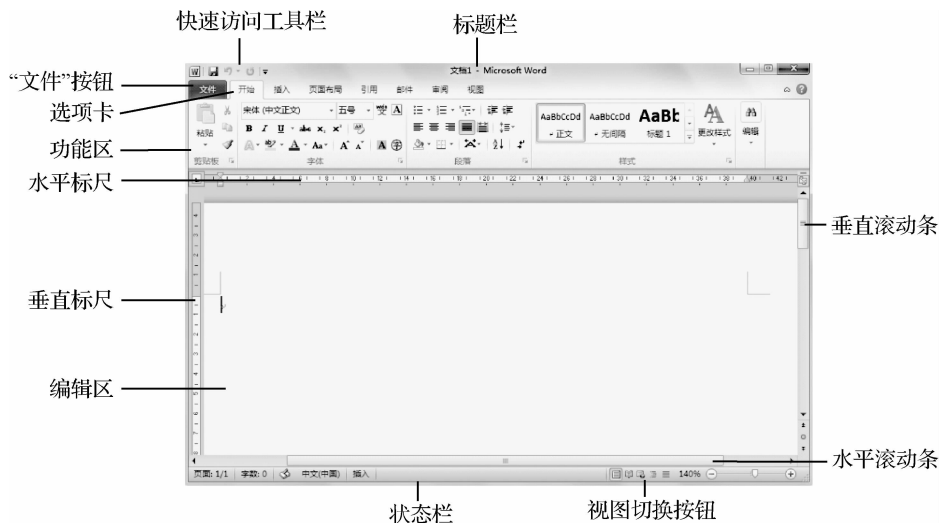 快速访问工具栏
标题栏
文档1 - Microsoft Word
“文件”按钮
文件 开始 插入 页面布局 引用 邮件 审阅 视图
选项卡
宋体 (中文正文) 五号
粘贴
B I U abc x₂ x²
AaBbCcDd AaBbCcDd AaBb
正文 无间隔 标题 1 更改样式 编辑
功能区
剪贴板 字体 段落 样式
水平标尺
垂直滚动条
垂直标尺
编辑区
水平滚动条
页面: 1/1 字数: 0 中文(中国) 插入 140%
状态栏
视图切换按钮